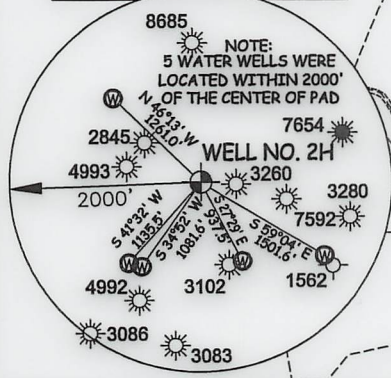 8685
NOTE:
5 WATER WELLS WERE
LOCATED WITHIN 2000'
OF THE CENTER OF PAD
W
N 46°13' W
1261.0'
7654
2845
WELL NO. 2H
4993
3260
2000'
3280
7592
S 41°32' W
1135.5'
S 34°52' W
1081.6'
S 27°29' E
937.5'
S 59°04' E
1501.6'
W
W
W
W
4992
3102
1562
3086
3083